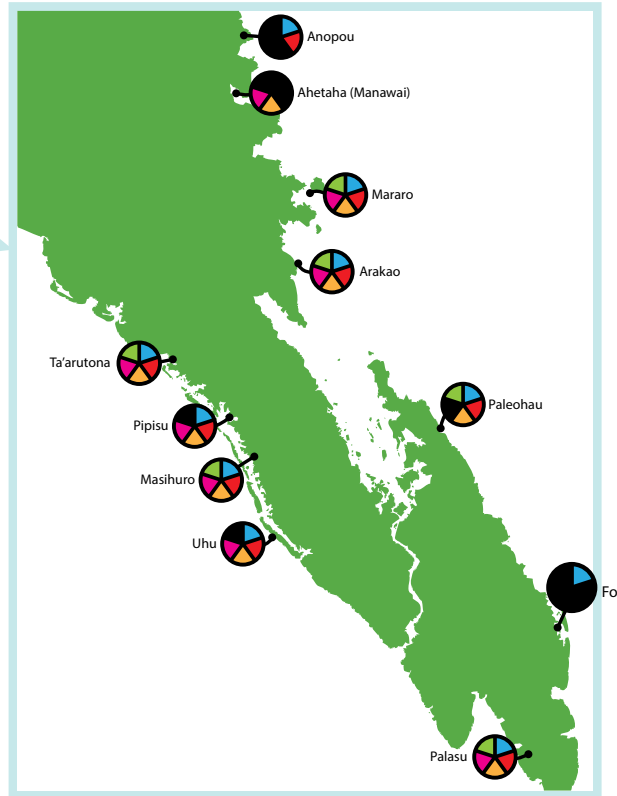 Anopou
Ahetaha (Manawai)
Mararo
Arakao
Ta'arutona
Paleohau
Pipisu
Masihuro
Uhu
Fo
Palasu